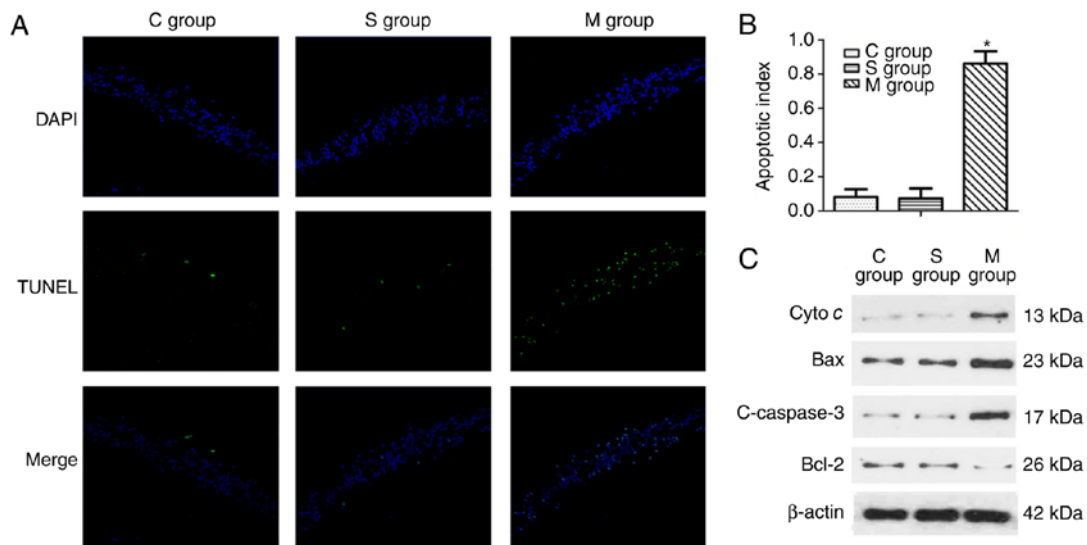 A
C group
S group
M group
DAPI
TUNEL
Merge
B
Apoptotic index
1.0
0.8
0.6
0.4
0.2
0.0
C group
S group
M group
*
C
C group
S group
M group
Cyto c
13 kDa
Bax
23 kDa
C-caspase-3
17 kDa
Bcl-2
26 kDa
β-actin
42 kDa